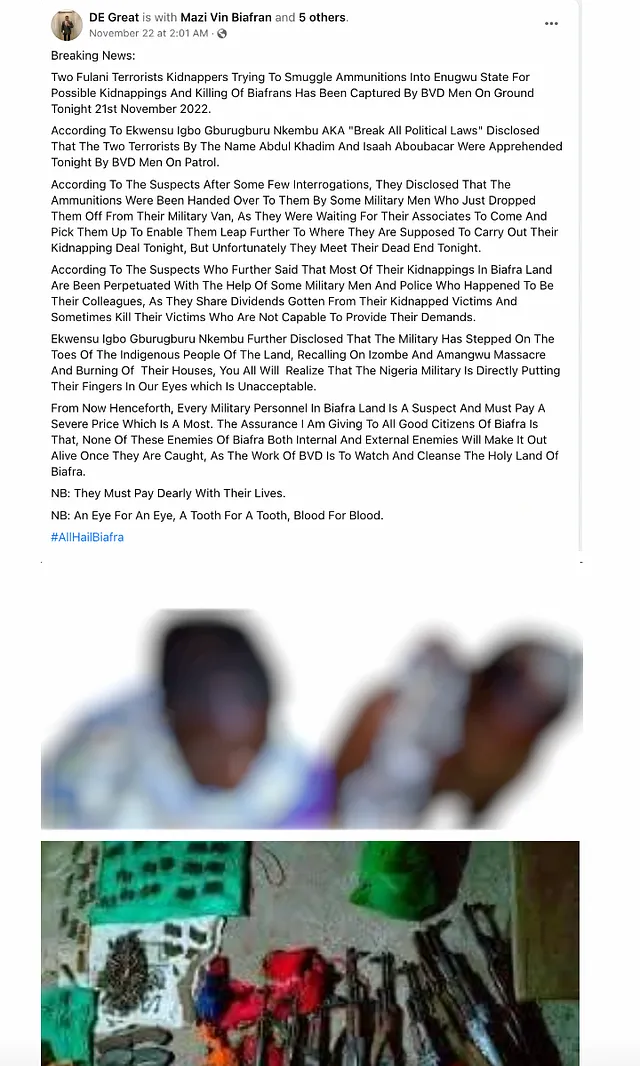 DE Great is with Mazi Vin Biafran and 5 others.
November 22 at 2:01 AM ·
Breaking News:
Two Fulani Terrorists Kidnappers Trying To Smuggle Ammunitions Into Enugwu State For
Possible Kidnappings And Killing Of Biafrans Has Been Captured By BVD Men On Ground
Tonight 21st November 2022.
According To Ekwensu Igbo Gburugburu Nkembu AKA "Break All Political Laws" Disclosed
That The Two Terrorists By The Name Abdul Khadim And Isaah Aboubacar Were Apprehended
Tonight By BVD Men On Patrol.
According To The Suspects After Some Few Interrogations, They Disclosed That The
Ammunitions Were Been Handed Over To Them By Some Military Men Who Just Dropped
Them Off From Their Military Van, As They Were Waiting For Their Associates To Come And
Pick Them Up To Enable Them Leap Further To Where They Are Supposed To Carry Out Their
Kidnapping Deal Tonight, But Unfortunately They Meet Their Dead End Tonight.
According To The Suspects Who Further Said That Most Of Their Kidnappings In Biafra Land
Are Been Perpetuated With The Help Of Some Military Men And Police Who Happened To Be
Their Colleagues, As They Share Dividends Gotten From Their Kidnapped Victims And
Sometimes Kill Their Victims Who Are Not Capable To Provide Their Demands.
Ekwensu Igbo Gburugburu Nkembu Further Disclosed That The Military Has Stepped On The
Toes Of The Indigenous People Of The Land, Recalling On Izombe And Amangwu Massacre
And Burning Of Their Houses, You All Will Realize That The Nigeria Military Is Directly Putting
Their Fingers In Our Eyes which Is Unacceptable.
From Now Henceforth, Every Military Personnel In Biafra Land Is A Suspect And Must Pay A
Severe Price Which Is A Most. The Assurance I Am Giving To All Good Citizens Of Biafra Is
That, None Of These Enemies Of Biafra Both Internal And External Enemies Will Make It Out
Alive Once They Are Caught, As The Work Of BVD Is To Watch And Cleanse The Holy Land Of
Biafra.
NB: They Must Pay Dearly With Their Lives.
NB: An Eye For An Eye, A Tooth For A Tooth, Blood For Blood.
#AllHailBiafra